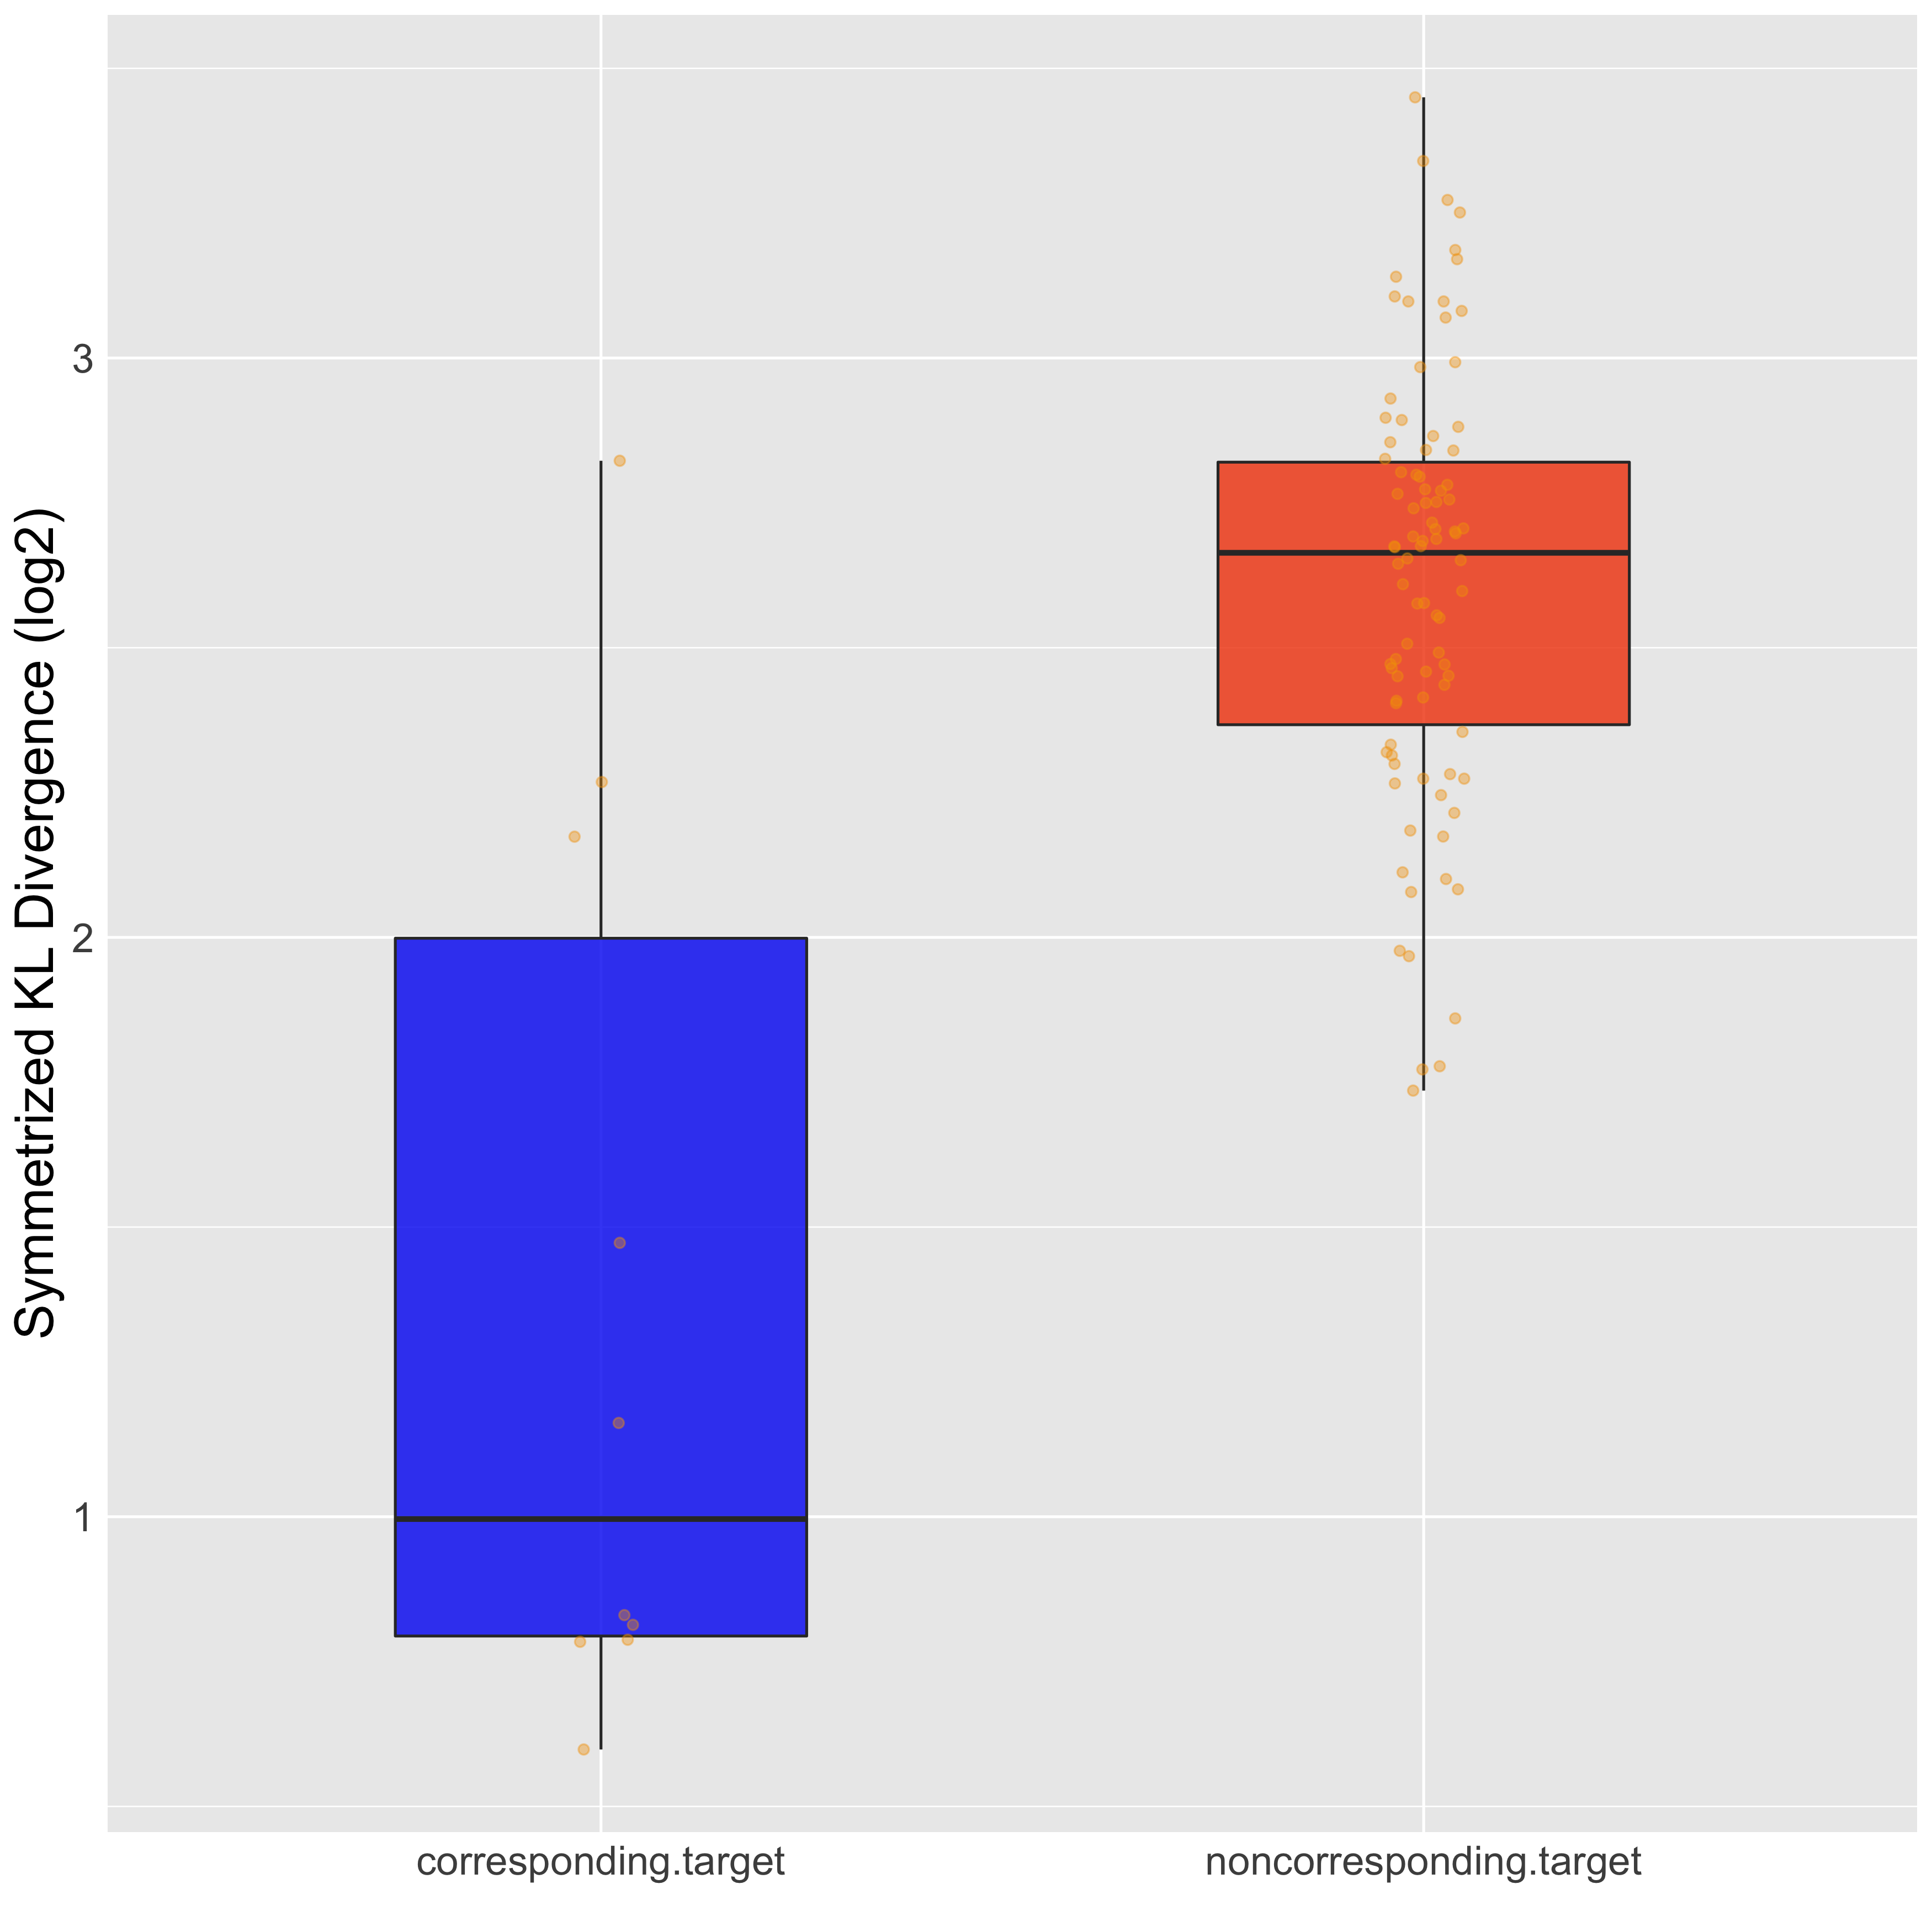 Symmetrized KL Divergence (log2)
3
2
1
corresponding.target
noncorresponding.target